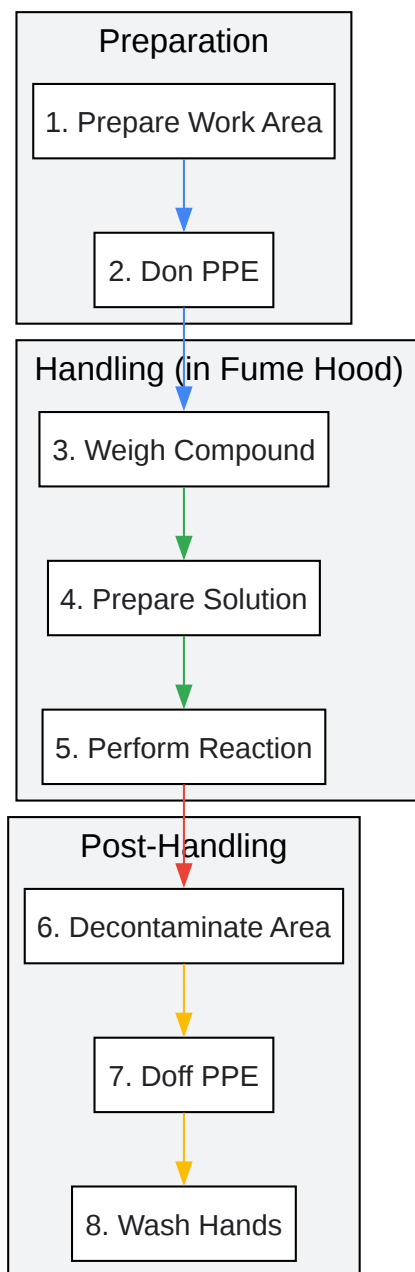 Preparation
1. Prepare Work Area
2. Don PPE
Handling (in Fume Hood)
3. Weigh Compound
4. Prepare Solution
5. Perform Reaction
Post-Handling
6. Decontaminate Area
7. Doff PPE
8. Wash Hands